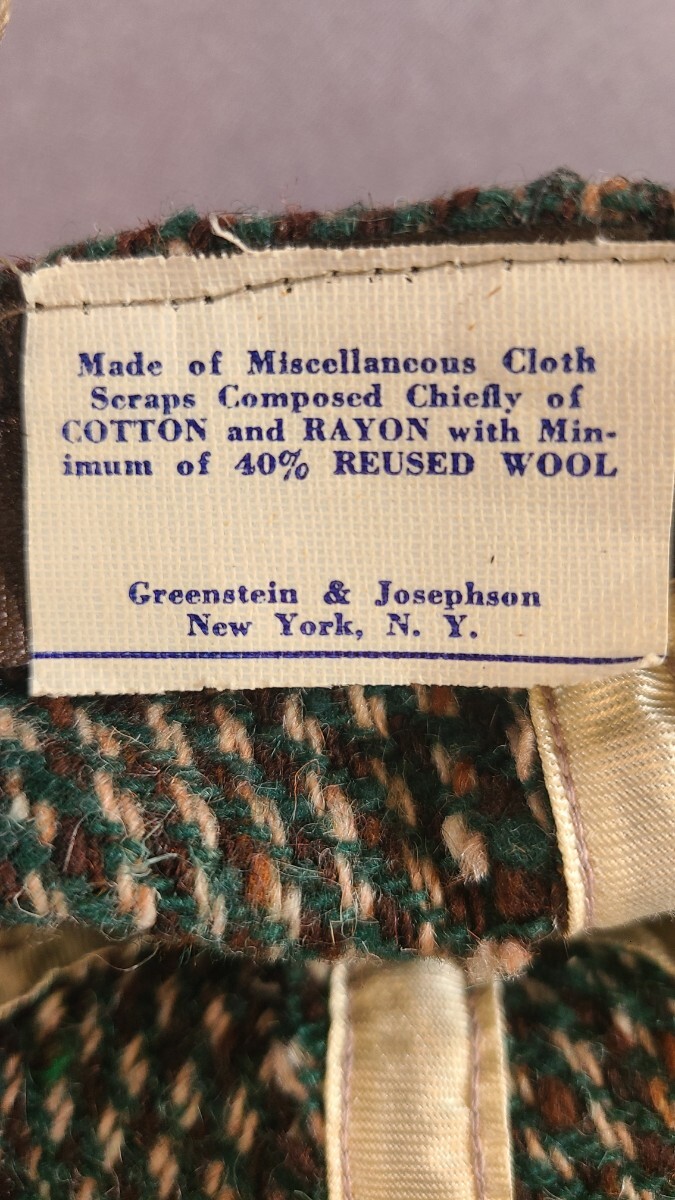 Made of Miscellaneous Cloth
Scraps Composed Chiefly of
COTTON and RAYON with Min-
imum of 40% REUSED WOOL
Greenstein & Josephson
New York, N. Y.